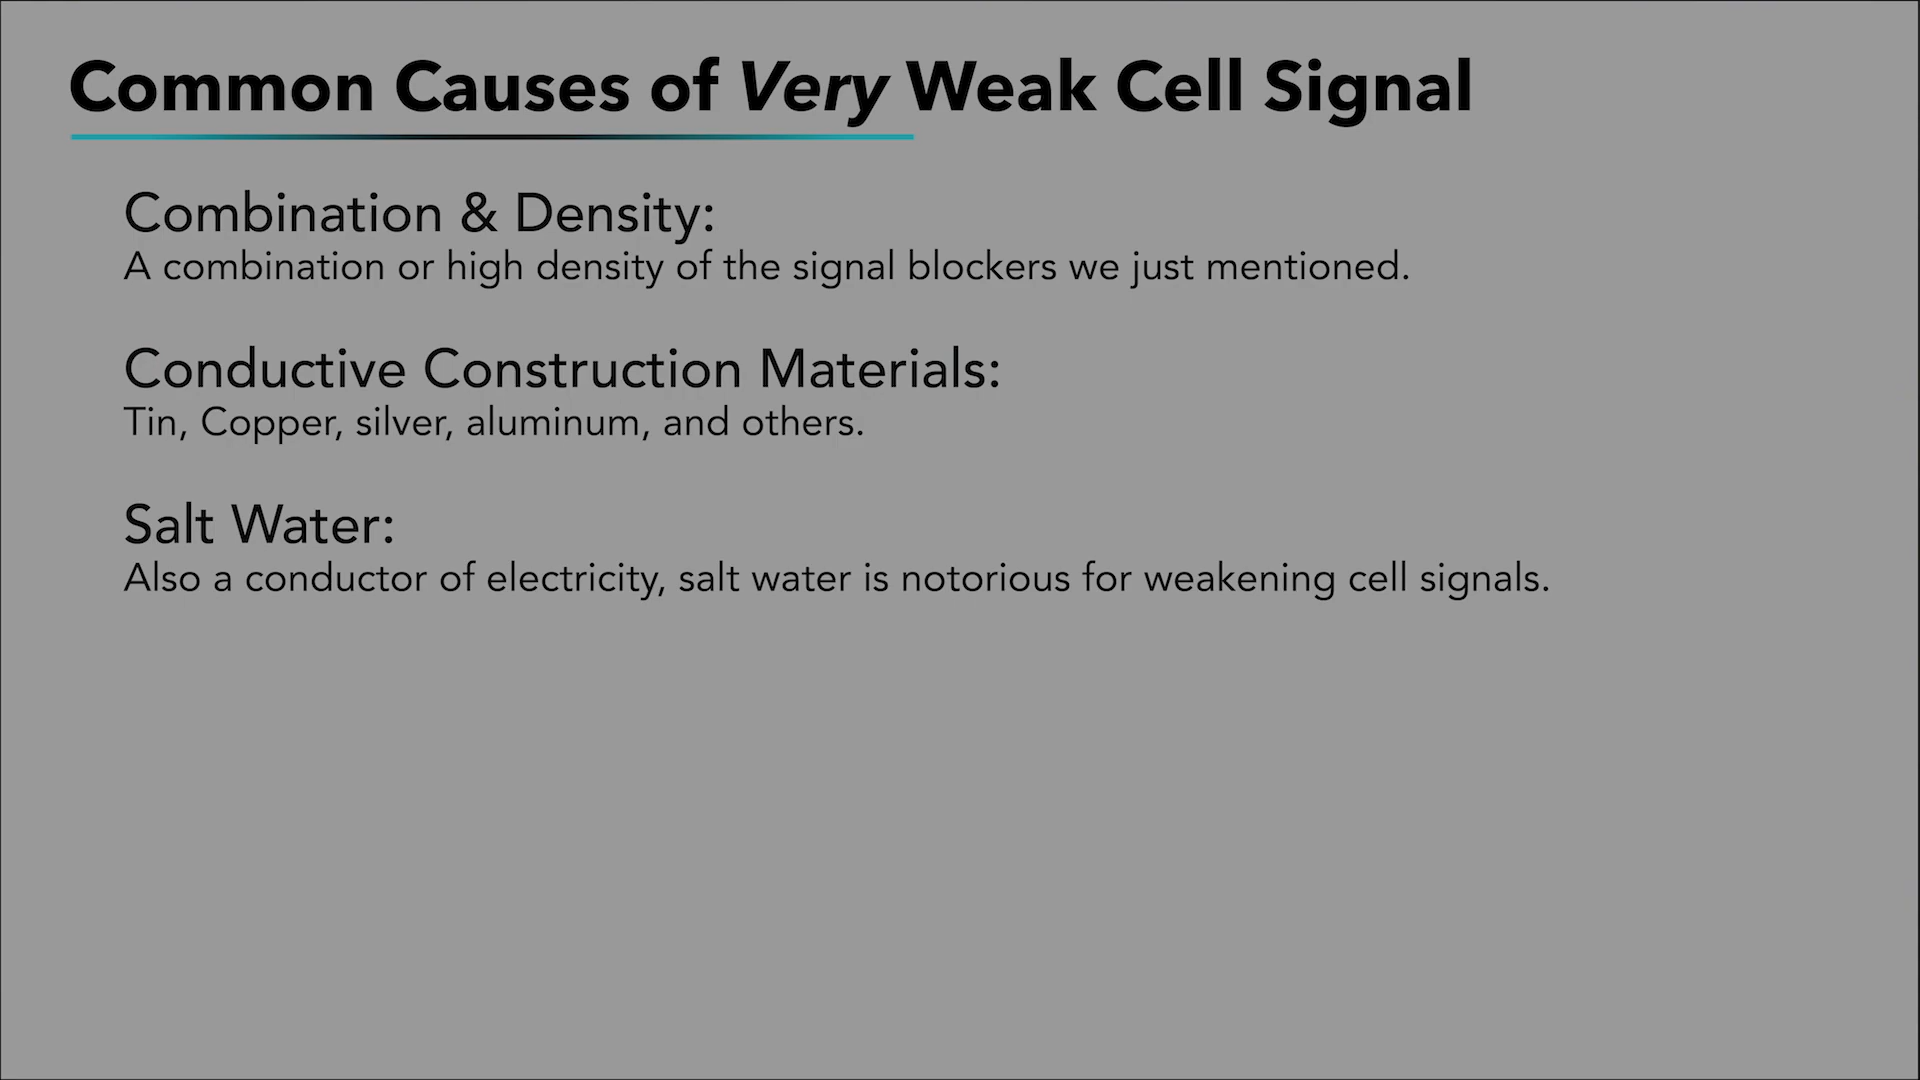 Common Causes of Very Weak Cell Signal
Combination & Density:
A combination or high density of the signal blockers we just mentioned.
Conductive Construction Materials:
Tin, Copper, silver, aluminum, and others.
Salt Water:
Also a conductor of electricity, salt water is notorious for weakening cell signals.